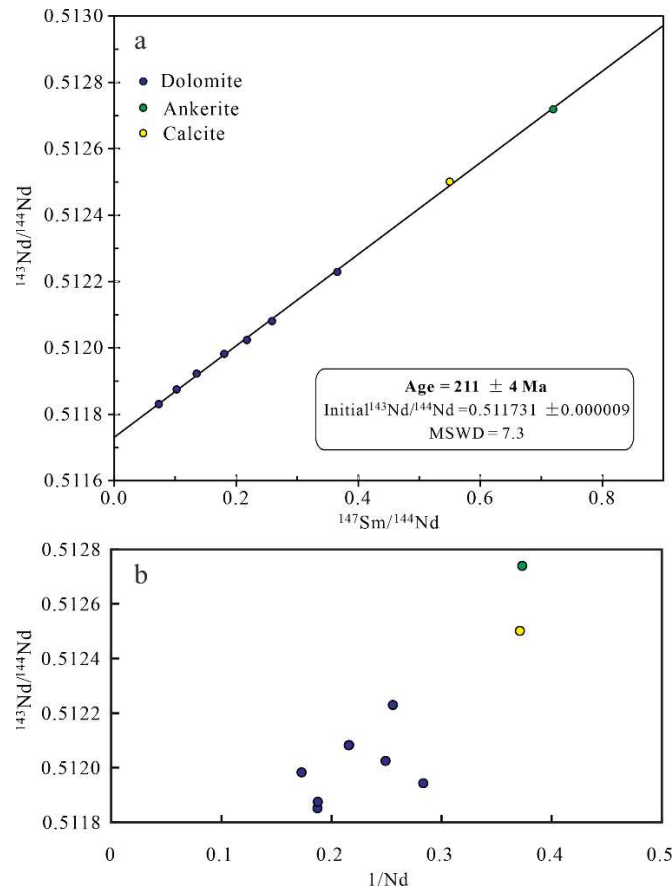 a
Dolomite
Ankerite
Calcite
0.5130
0.5128
0.5126
0.5124
0.5122
0.5120
0.5118
0.5116
¹⁴³Nd/¹⁴⁴Nd
Age = 211 ± 4 Ma
Initial¹⁴³Nd/¹⁴⁴Nd=0.511731 ±0.000009
MSWD = 7.3
0.0 0.2 0.4 0.6 0.8
¹⁴⁷Sm/¹⁴⁴Nd
b
0.5128
0.5126
0.5124
0.5122
0.5120
0.5118
¹⁴³Nd/¹⁴⁴Nd
0 0.1 0.2 0.3 0.4 0.5
1/Nd